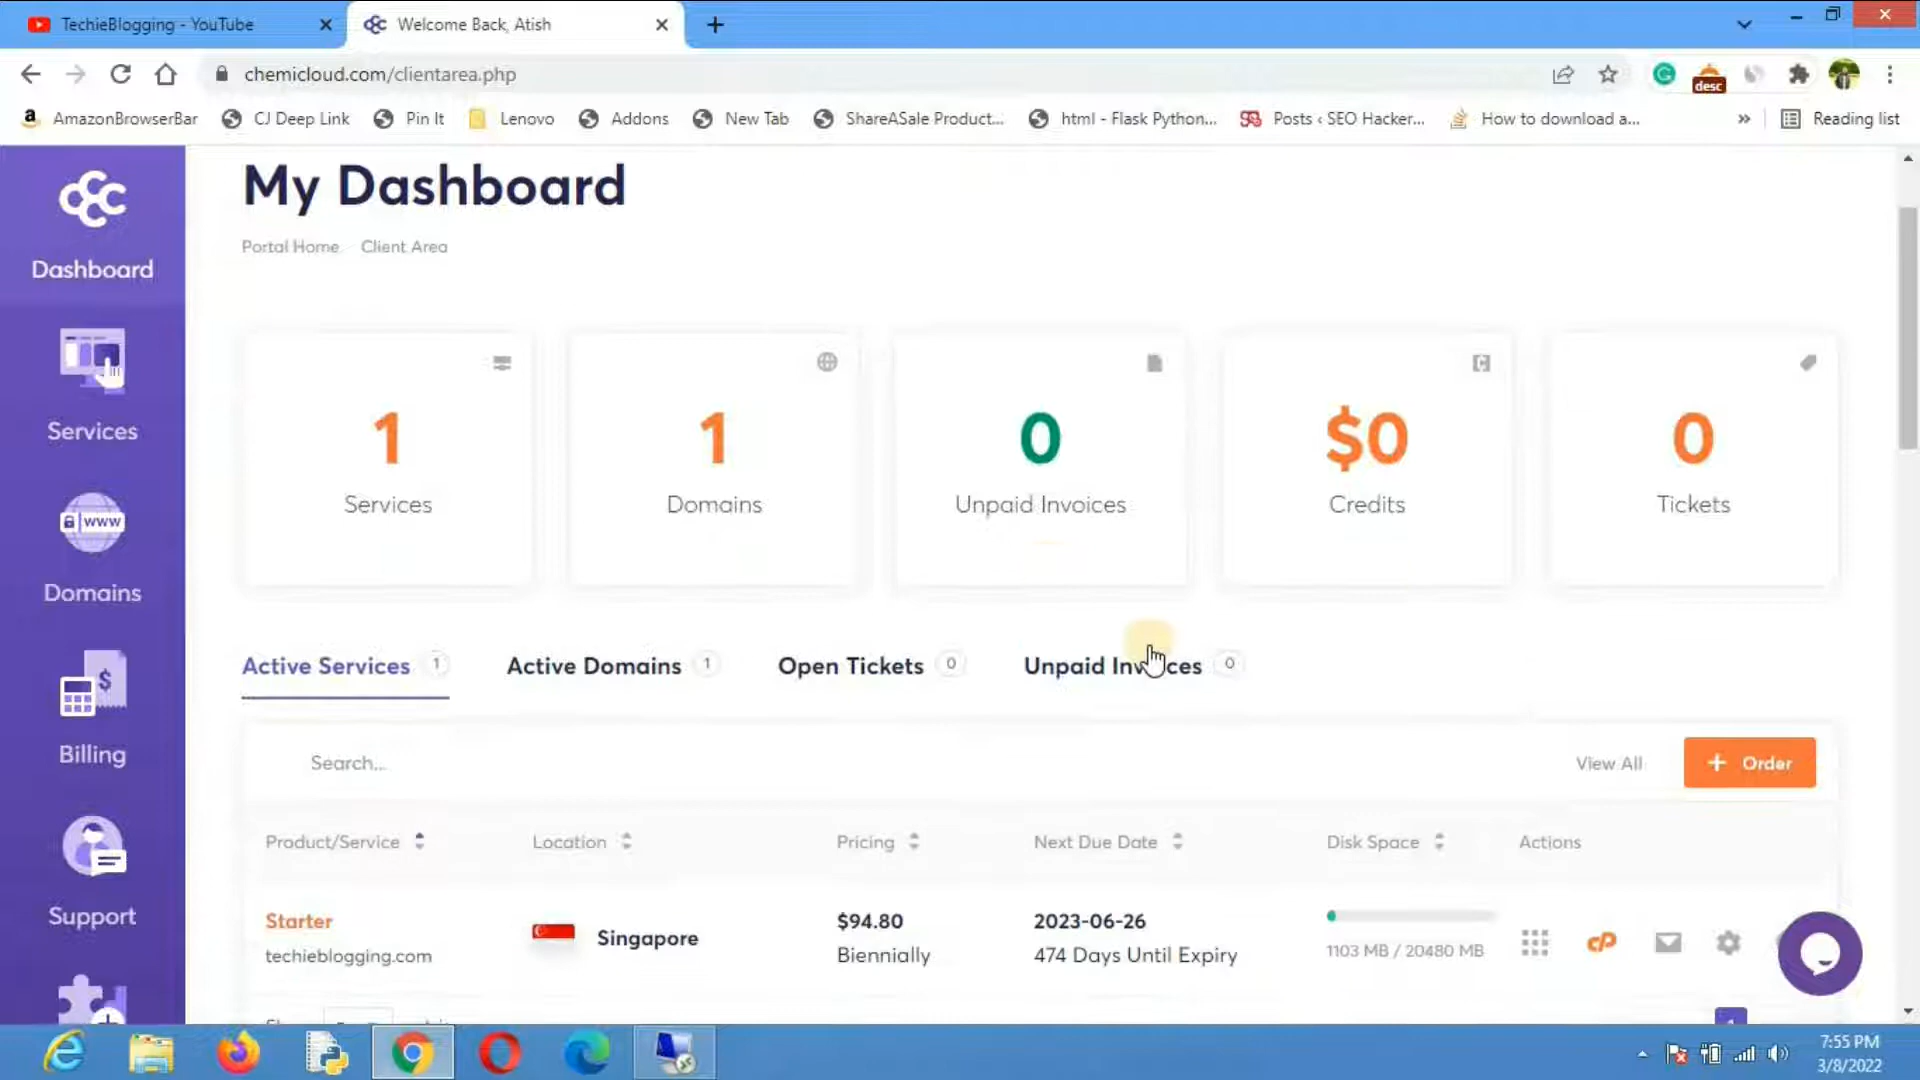 TechieBlogging - YouTube
Welcome Back, Atish
chemicloud.com/clientarea.php
desc
AmazonBrowserBar
CJ Deep Link
Pin It
Lenovo
Addons
New Tab
ShareASale Product...
html - Flask Python...
Posts ‹ SEO Hacker...
How to download a...
Reading list
My Dashboard
Portal Home
Client Area
Dashboard
Services
Domains
Billing
Support
www
1
Services
1
Domains
0
Unpaid Invoices
$0
Credits
0
Tickets
Active Services 1
Active Domains 1
Open Tickets 0
Unpaid Invoices 0
Search...
View All
+ Order
Product/Service
Location
Pricing
Next Due Date
Disk Space
Actions
Starter
techieblogging.com
Singapore
$94.80
Biennially
2023-06-26
474 Days Until Expiry
1103 MB / 20480 MB
cP
7:55 PM
3/8/2022